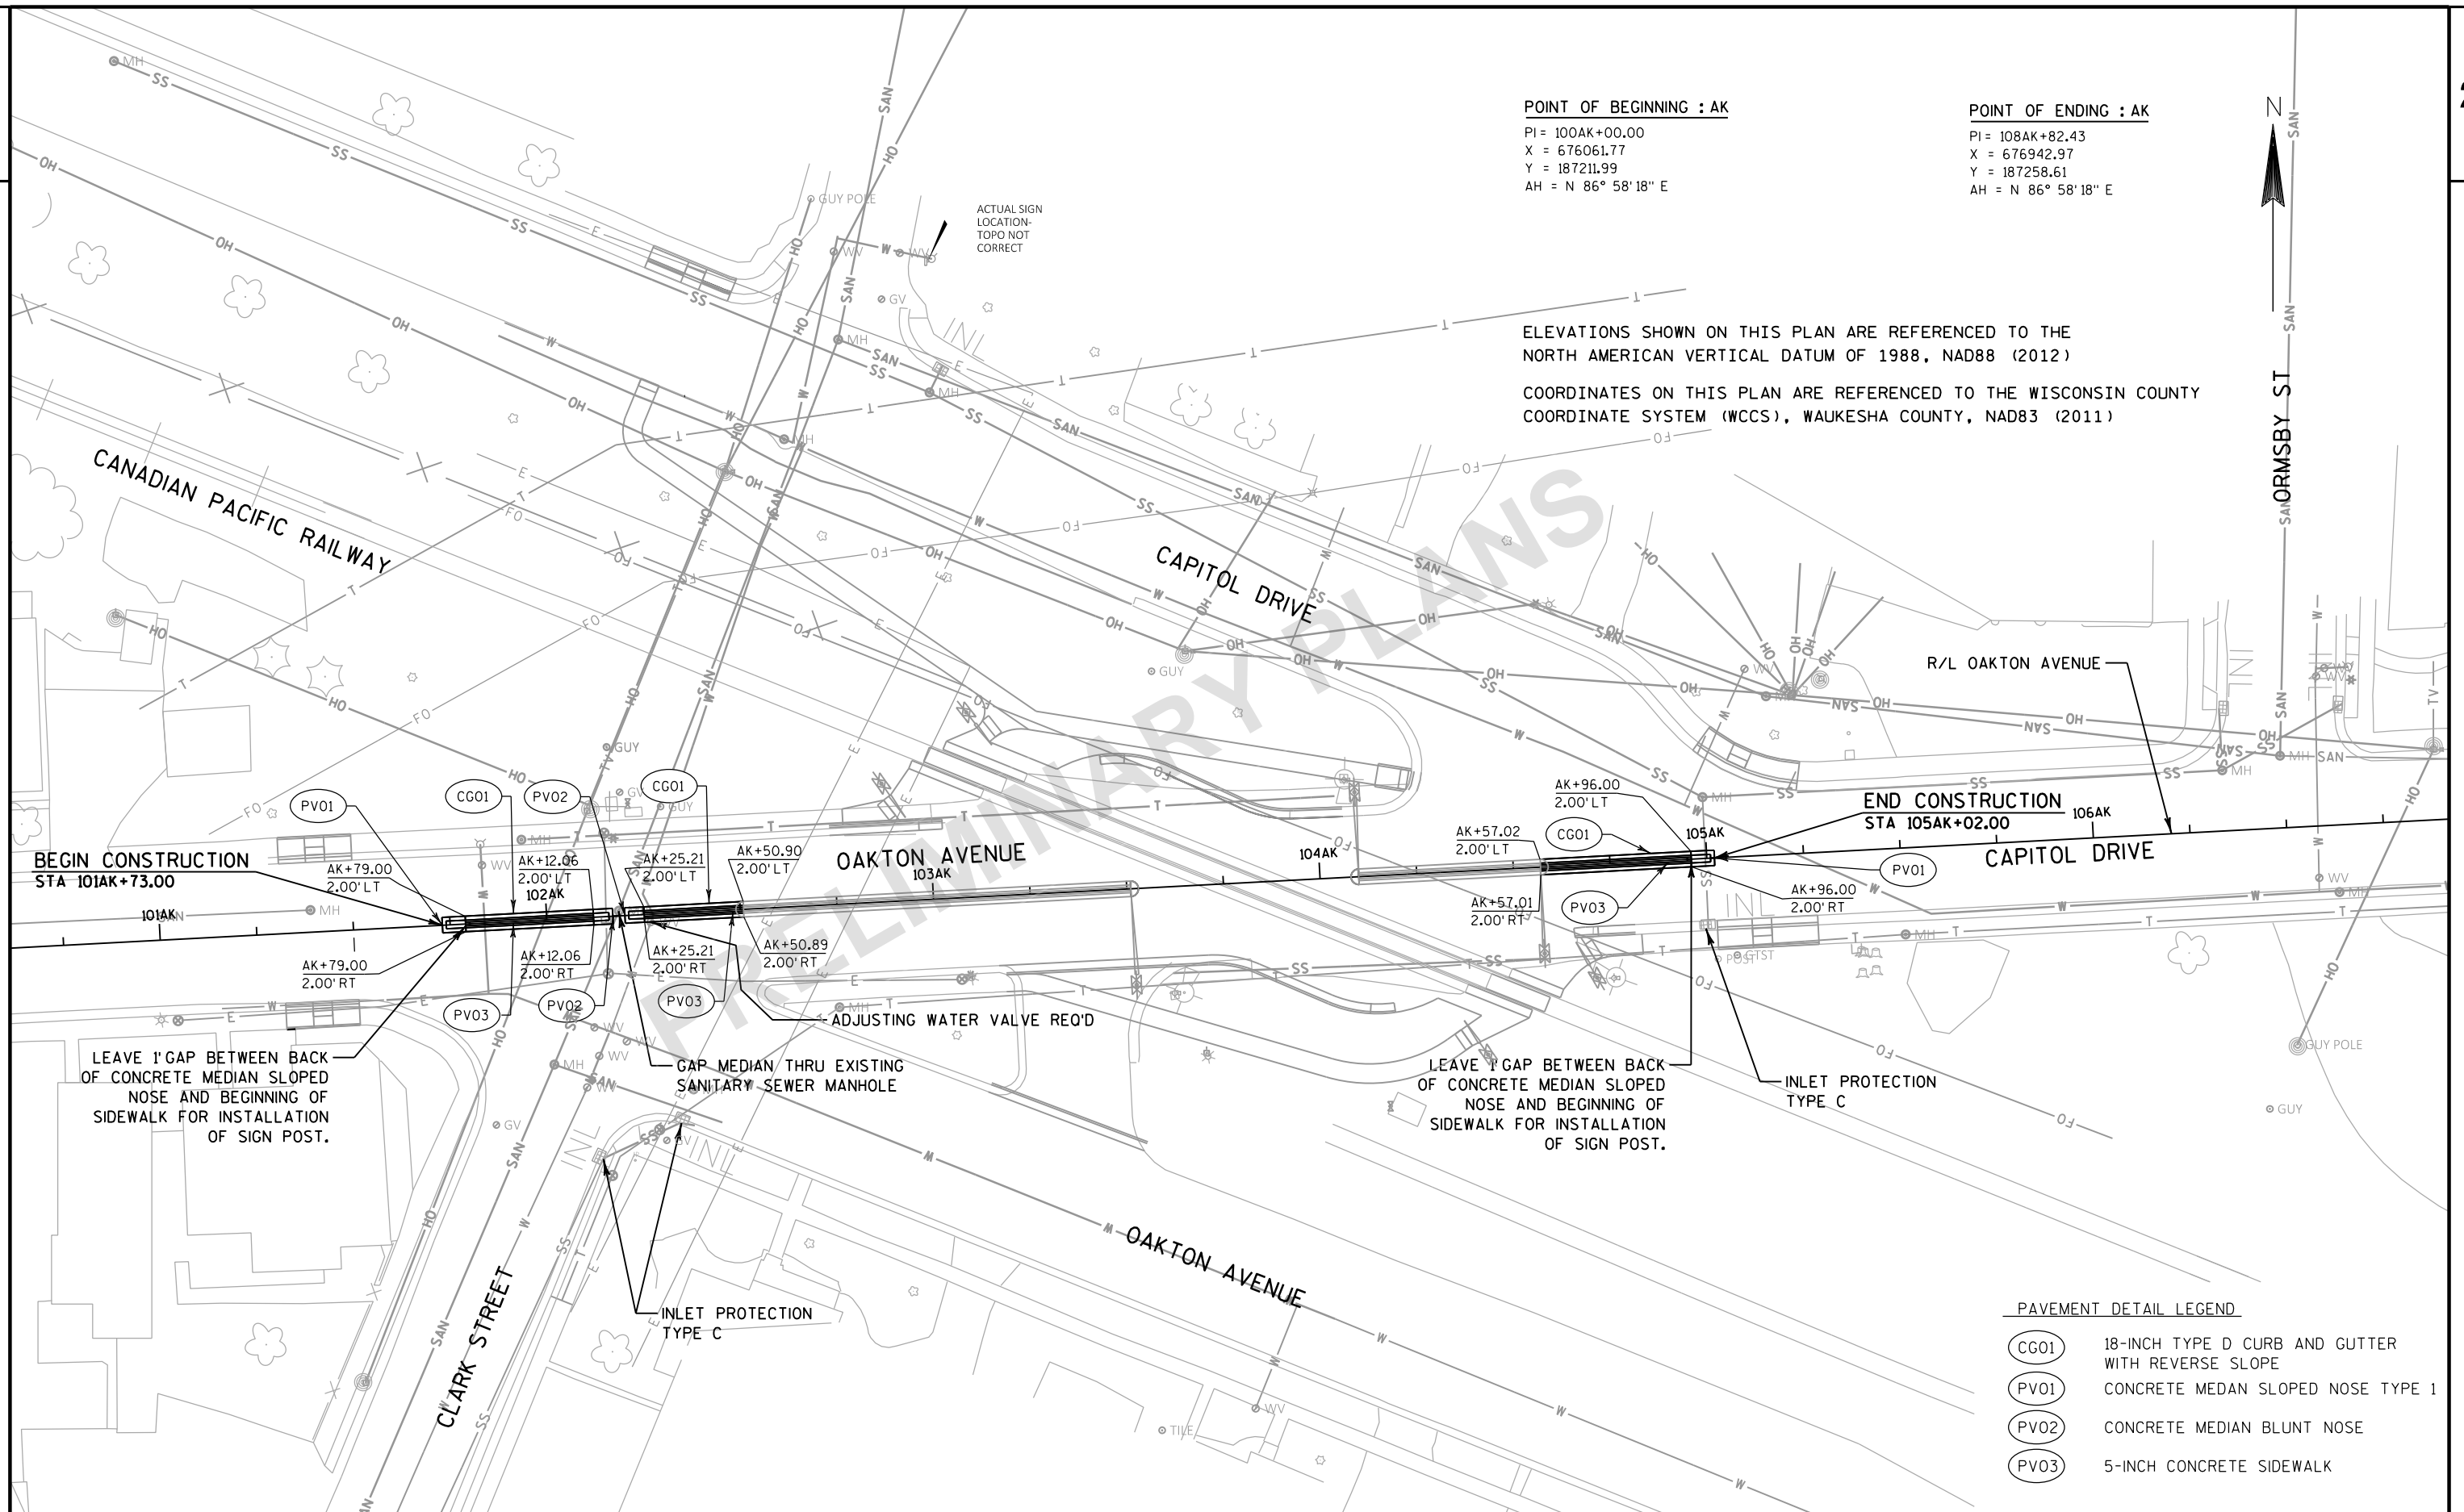 POINT OF BEGINNING : AK
PI = 100AK+00.00
X = 676061.77
Y = 187211.99
AH = N 86° 58' 18" E
POINT OF ENDING : AK
PI = 108AK+82.43
X = 676942.97
Y = 187258.61
AH = N 86° 58' 18" E
N
ACTUAL SIGN
LOCATION-
TOPO NOT
CORRECT
GUY POLE
ELEVATIONS SHOWN ON THIS PLAN ARE REFERENCED TO THE
NORTH AMERICAN VERTICAL DATUM OF 1988, NAD88 (2012)
COORDINATES ON THIS PLAN ARE REFERENCED TO THE WISCONSIN COUNTY
COORDINATE SYSTEM (WCCS), WAUKESHA COUNTY, NAD83 (2011)
ORMSBY ST
CANADIAN PACIFIC RAILWAY
CAPITOL DRIVE
PRELIMINARY PLANS
R/L OAKTON AVENUE
PV01
CG01
PV02
CG01
BEGIN CONSTRUCTION
STA 101AK+73.00
AK+79.00
2.00' LT
AK+12.06
2.00' LT
AK+25.21
2.00' LT
AK+50.90
2.00' LT
OAKTON AVENUE
101AK
102AK
103AK
104AK
105AK
106AK
AK+57.02
2.00' LT
AK+96.00
2.00' LT
CG01
END CONSTRUCTION
STA 105AK+02.00
CAPITOL DRIVE
PV01
AK+79.00
2.00' RT
AK+12.06
2.00' RT
AK+25.21
2.00' RT
AK+50.89
2.00' RT
AK+57.01
2.00' RT
AK+96.00
2.00' RT
PV03
PV02
PV03
PV03
ADJUSTING WATER VALVE REQ'D
GAP MEDIAN THRU EXISTING
SANITARY SEWER MANHOLE
LEAVE 1' GAP BETWEEN BACK
OF CONCRETE MEDIAN SLOPED
NOSE AND BEGINNING OF
SIDEWALK FOR INSTALLATION
OF SIGN POST.
LEAVE 1' GAP BETWEEN BACK
OF CONCRETE MEDIAN SLOPED
NOSE AND BEGINNING OF
SIDEWALK FOR INSTALLATION
OF SIGN POST.
INLET PROTECTION
TYPE C
GUY POLE
GUY
OAKTON AVENUE
CLARK STREET
INLET PROTECTION
TYPE C
TILE
PAVEMENT DETAIL LEGEND
CG01 18-INCH TYPE D CURB AND GUTTER
WITH REVERSE SLOPE
PV01 CONCRETE MEDAN SLOPED NOSE TYPE 1
PV02 CONCRETE MEDIAN BLUNT NOSE
PV03 5-INCH CONCRETE SIDEWALK